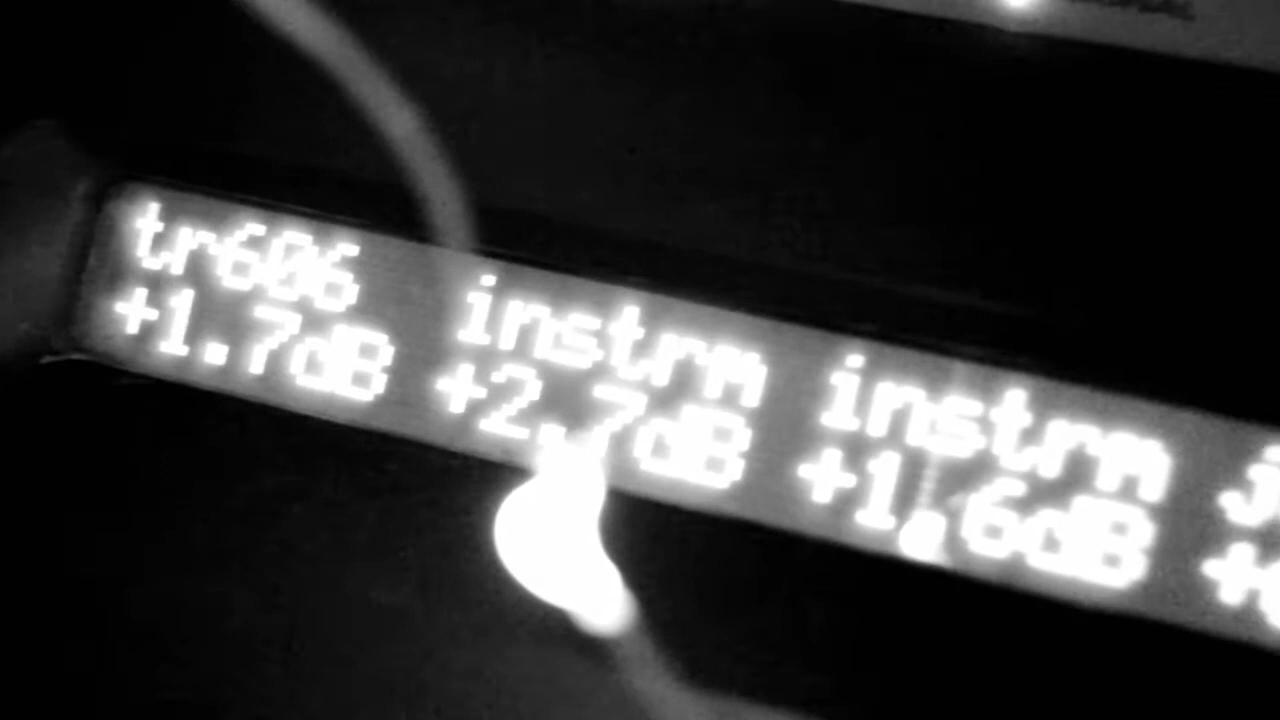 tr606 instrm instrm j
+1.7dB +2.7dB +1.6dB +